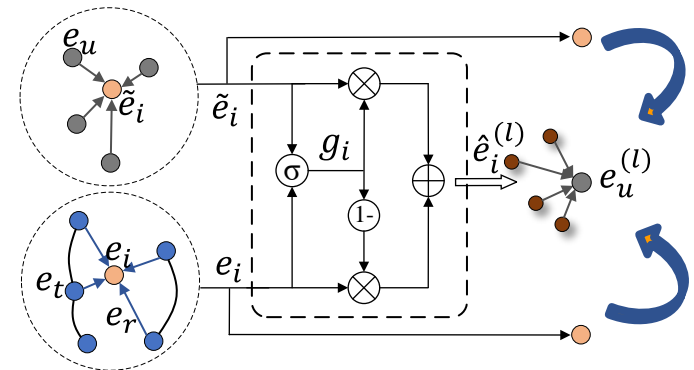 e_u
ẽ_i
ẽ_i
g_i
σ
1-
ê_i^{(l)}
e_u^{(l)}
e_i
e_t
e_r
e_i